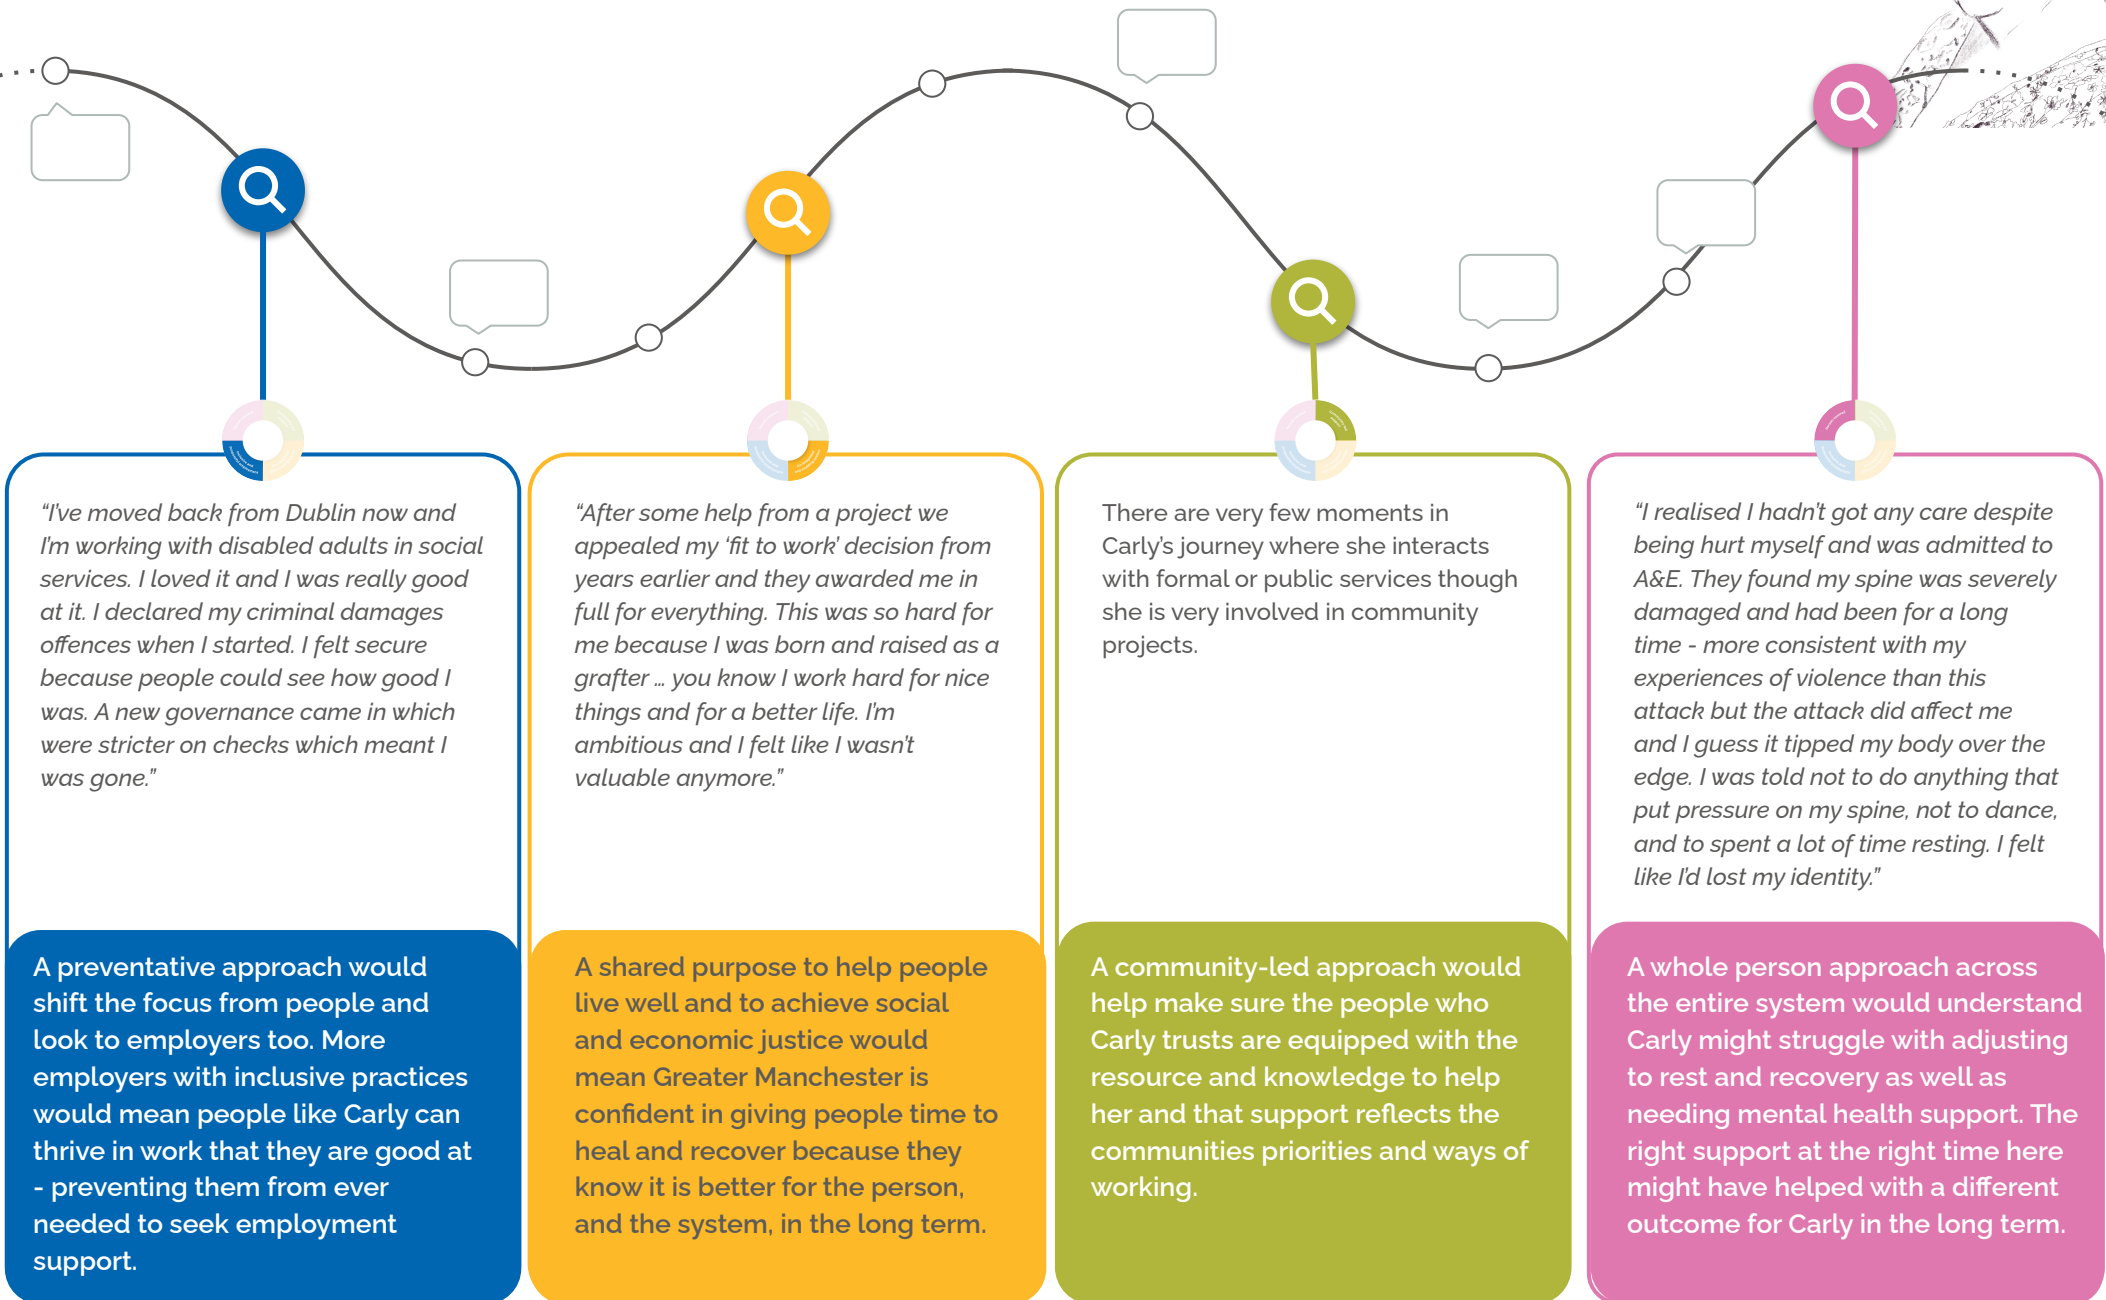 “I’ve moved back from Dublin now and
I’m working with disabled adults in social
services. I loved it and I was really good
at it. I declared my criminal damages
offences when I started. I felt secure
because people could see how good I
was. A new governance came in which
were stricter on checks which meant I
was gone.”
A preventative approach would
shift the focus from people and
look to employers too. More
employers with inclusive practices
would mean people like Carly can
thrive in work that they are good at
- preventing them from ever
needed to seek employment
support.
“After some help from a project we
appealed my ‘fit to work’ decision from
years earlier and they awarded me in
full for everything. This was so hard for
me because I was born and raised as a
grafter ... you know I work hard for nice
things and for a better life. I’m
ambitious and I felt like I wasn’t
valuable anymore.”
A shared purpose to help people
live well and to achieve social
and economic justice would
mean Greater Manchester is
confident in giving people time to
heal and recover because they
know it is better for the person,
and the system, in the long term.
There are very few moments in
Carly’s journey where she interacts
with formal or public services though
she is very involved in community
projects.
A community-led approach would
help make sure the people who
Carly trusts are equipped with the
resource and knowledge to help
her and that support reflects the
communities priorities and ways of
working.
“I realised I hadn’t got any care despite
being hurt myself and was admitted to
A&E. They found my spine was severely
damaged and had been for a long
time - more consistent with my
experiences of violence than this
attack but the attack did affect me
and I guess it tipped my body over the
edge. I was told not to do anything that
put pressure on my spine, not to dance,
and to spent a lot of time resting. I felt
like I’d lost my identity.”
A whole person approach across
the entire system would understand
Carly might struggle with adjusting
to rest and recovery as well as
needing mental health support. The
right support at the right time here
might have helped with a different
outcome for Carly in the long term.